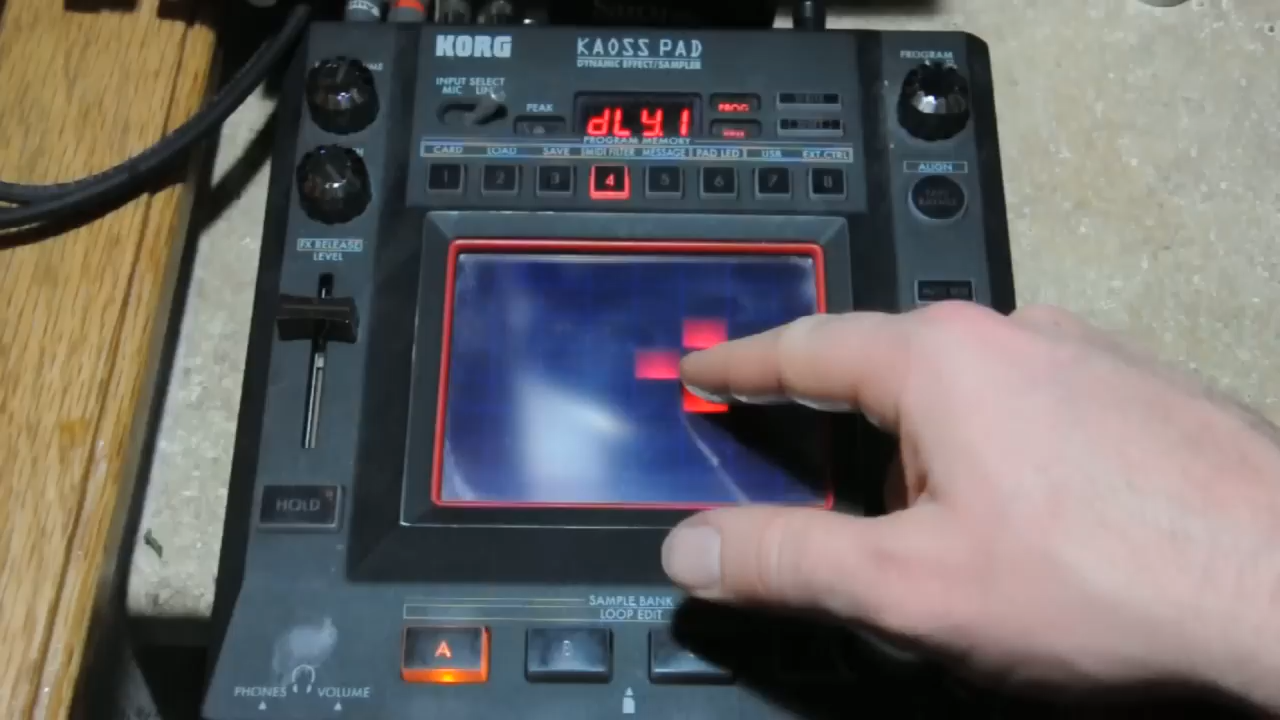 KORG
KAOSS PAD
DYNAMIC EFFECT/SAMPLER
PROGRAM
INPUT SELECT
MIC LINE
PEAK
dLY.1
PROG
PROGRAM MEMORY
CARD LOAD SAVE MIDI FILTER MESSAGE PAD LED USB EXT.CTRL
1 2 3 4 5 6 7 8
ALIGN
FX RELEASE
LEVEL
HOLD
SAMPLE BANK
LOOP EDIT
A B
PHONES VOLUME